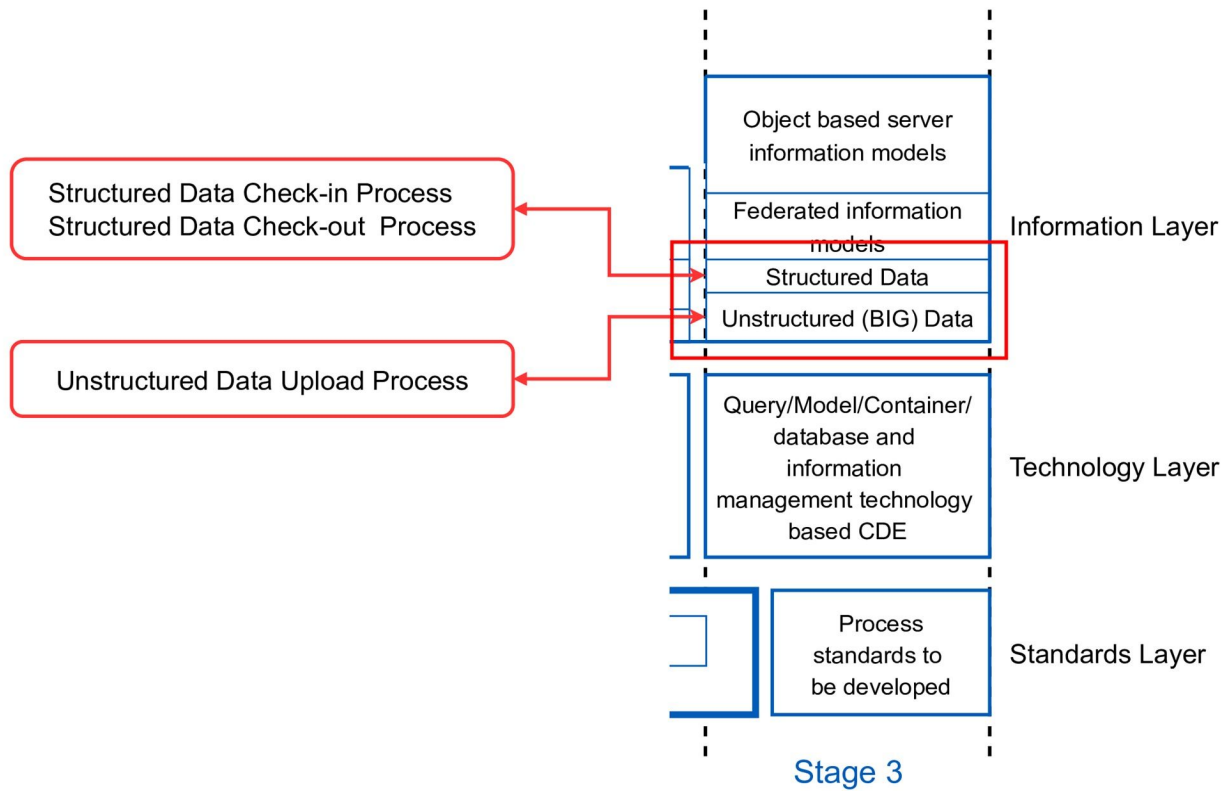 Object based server
information models
Structured Data Check-in Process
Structured Data Check-out Process
Federated information
models
Information Layer
Structured Data
Unstructured (BIG) Data
Unstructured Data Upload Process
Query/Model/Container/
database and
information
management technology
based CDE
Technology Layer
Process
standards to
be developed
Standards Layer
Stage 3